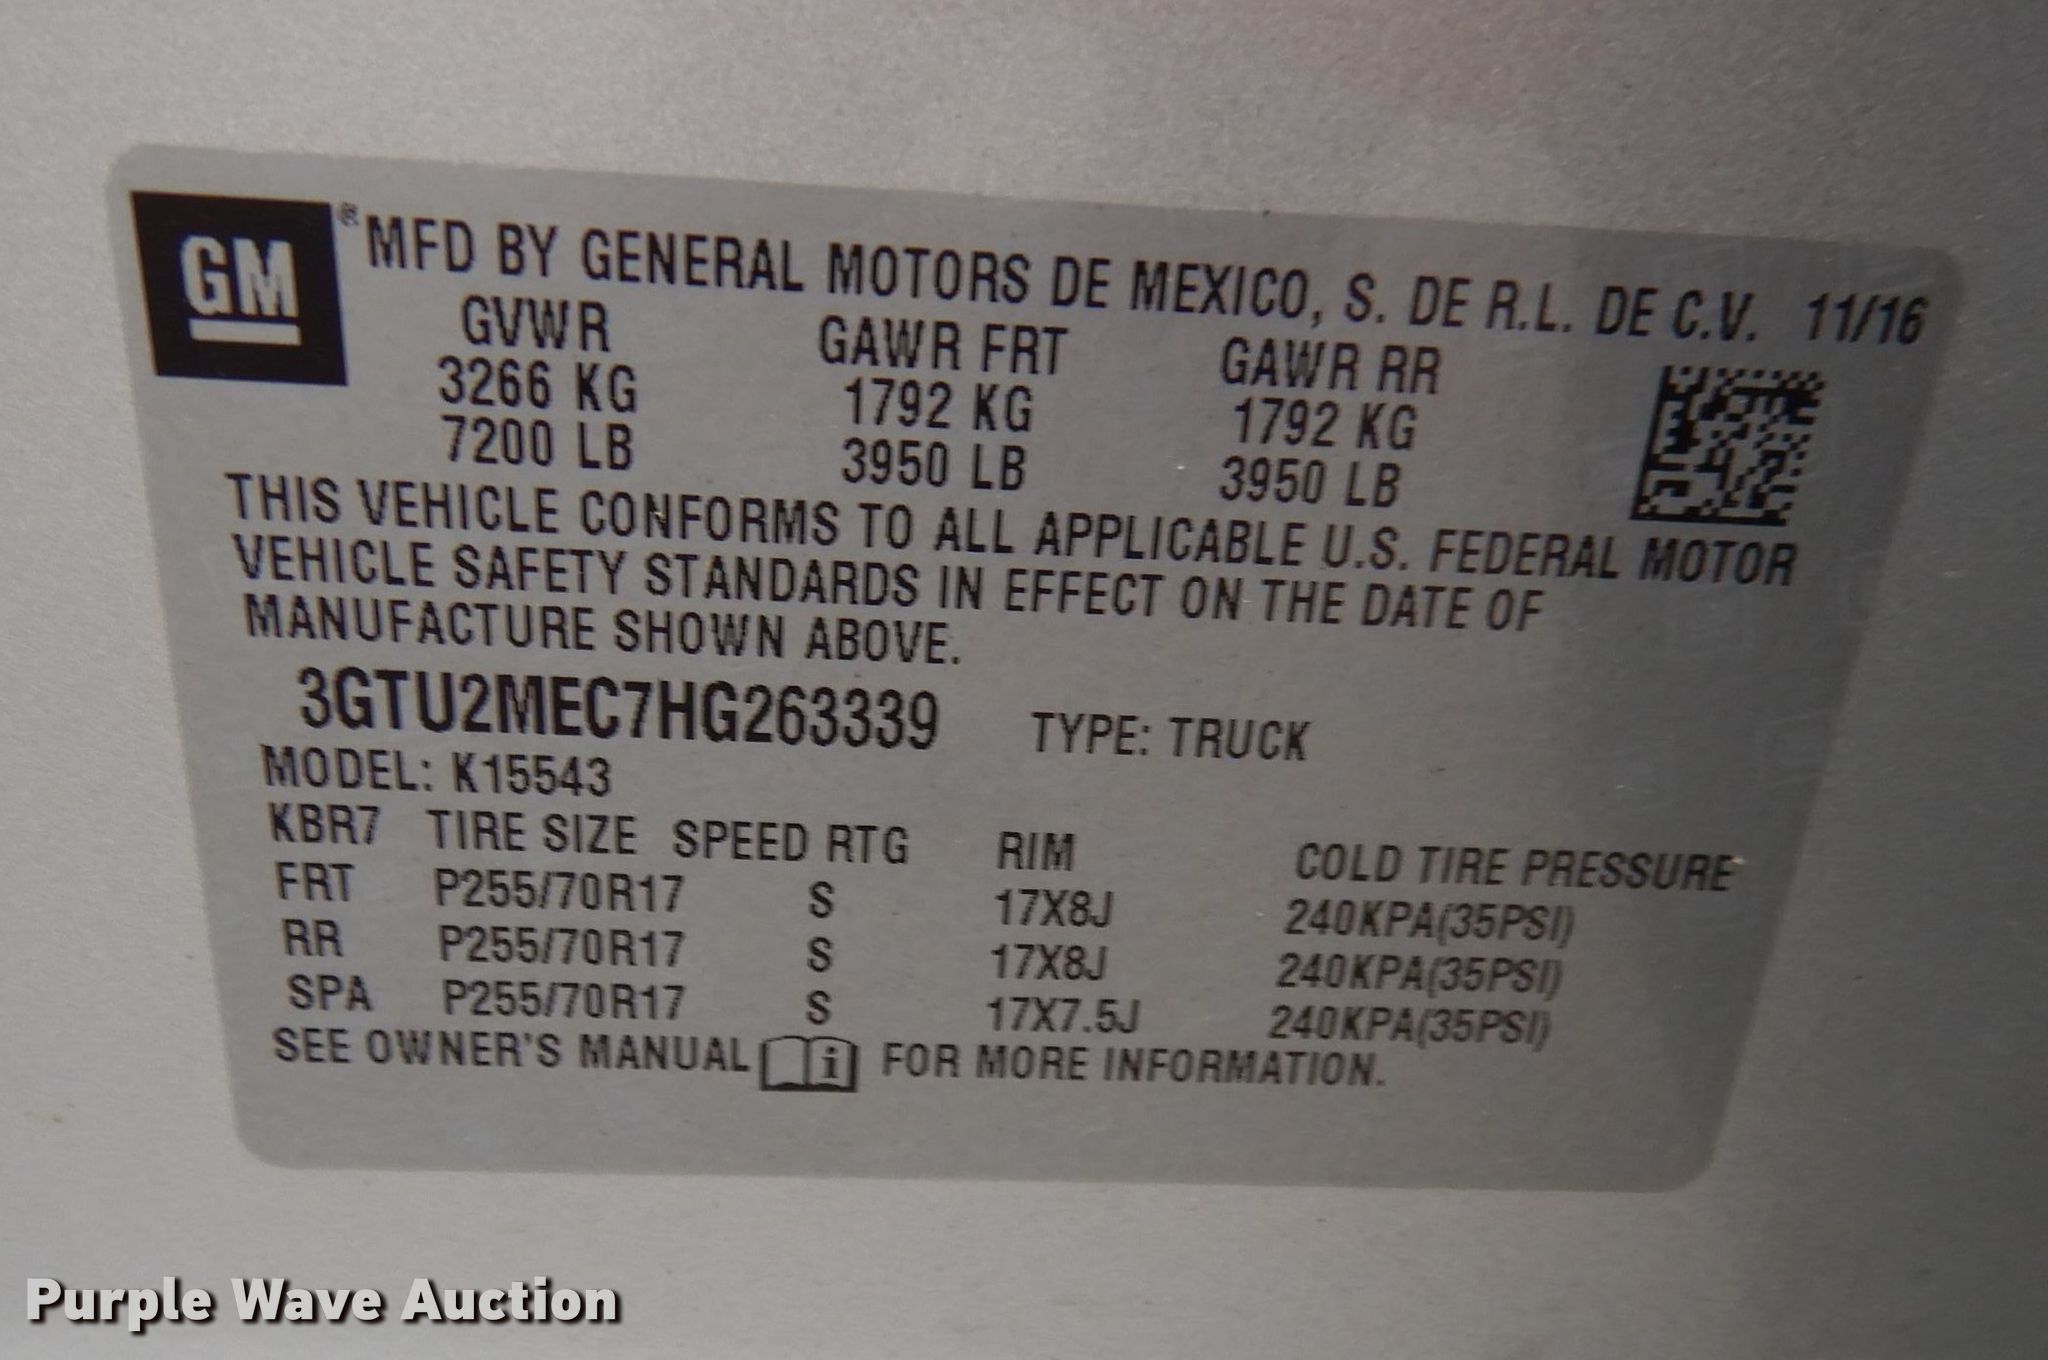 GM ® MFD BY GENERAL MOTORS DE MEXICO, S. DE R.L. DE C.V. 11/16
GVWR GAWR FRT GAWR RR
3266 KG 1792 KG 1792 KG
7200 LB 3950 LB 3950 LB
THIS VEHICLE CONFORMS TO ALL APPLICABLE U.S. FEDERAL MOTOR
VEHICLE SAFETY STANDARDS IN EFFECT ON THE DATE OF
MANUFACTURE SHOWN ABOVE.
3GTU2MEC7HG263339 TYPE: TRUCK
MODEL: K15543
KBR7 TIRE SIZE SPEED RTG RIM COLD TIRE PRESSURE
FRT P255/70R17 S 17X8J 240KPA(35PSI)
RR P255/70R17 S 17X8J 240KPA(35PSI)
SPA P255/70R17 S 17X7.5J 240KPA(35PSI)
SEE OWNER'S MANUAL i FOR MORE INFORMATION.
Purple Wave Auction